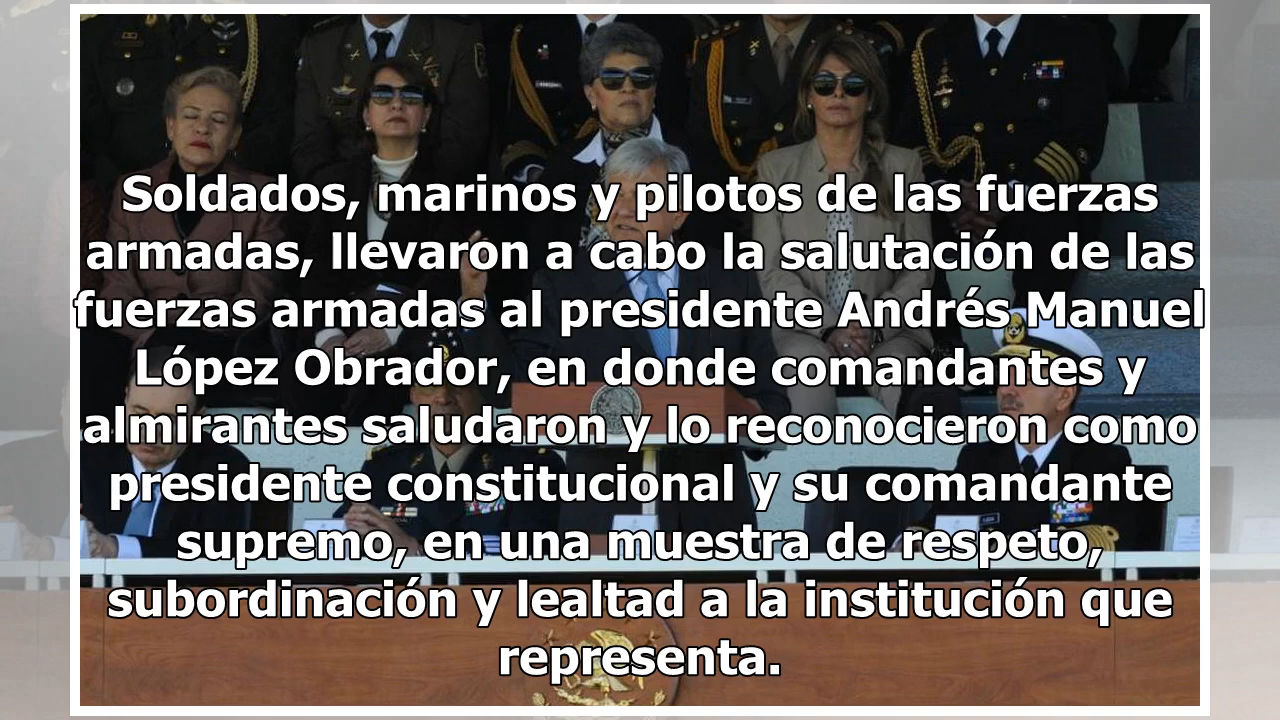 Soldados, marinos y pilotos de las fuerzas
armadas, llevaron a cabo la salutación de las
fuerzas armadas al presidente Andrés Manuel
López Obrador, en donde comandantes y
almirantes saludaron y lo reconocieron como
presidente constitucional y su comandante
supremo, en una muestra de respeto,
subordinación y lealtad a la institución que
representa.